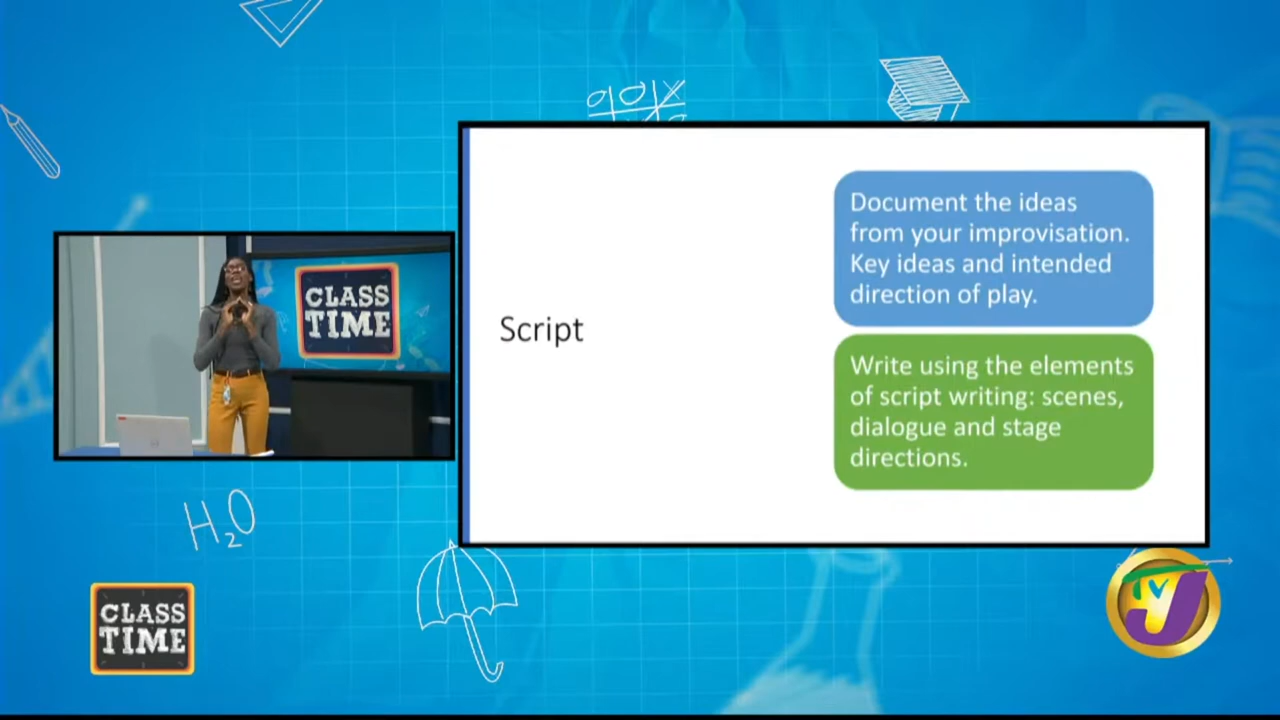 CLASS
TIME
Script
Document the ideas
from your improvisation.
Key ideas and intended
direction of play.
Write using the elements
of script writing: scenes,
dialogue and stage
directions.
H₂O
CLASS
TIME
TVJ